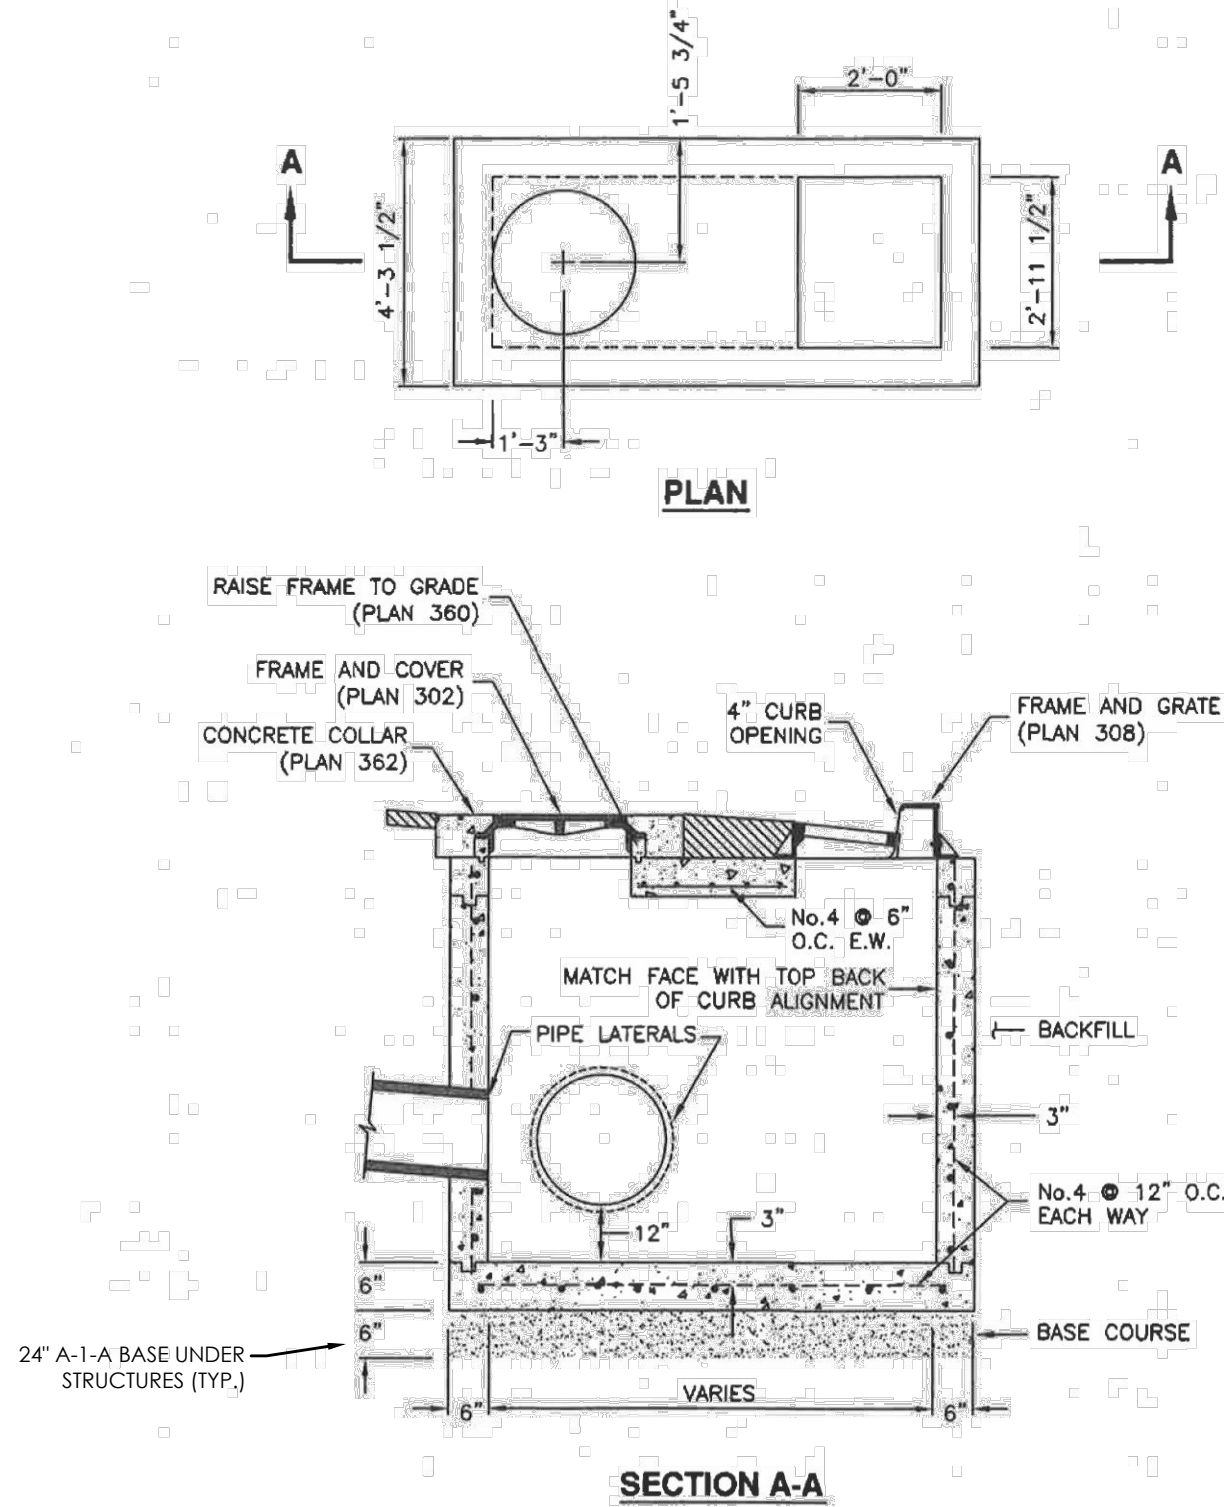 1'-5 3/4"
2'-0"
A
A
4'-3 1/2"
2'-11 1/2"
1'-3"
PLAN
RAISE FRAME TO GRADE
(PLAN 360)
FRAME AND COVER
(PLAN 302)
CONCRETE COLLAR
(PLAN 362)
4" CURB
OPENING
FRAME AND GRATE
(PLAN 308)
No.4 @ 6"
O.C. E.W.
MATCH FACE WITH TOP BACK
OF CURB ALIGNMENT
PIPE LATERALS
BACKFILL
3"
No.4 @ 12" O.C.
EACH WAY
12"
3"
6"
6"
24" A-1-A BASE UNDER
STRUCTURES (TYP.)
BASE COURSE
VARIES
6"
6"
SECTION A-A